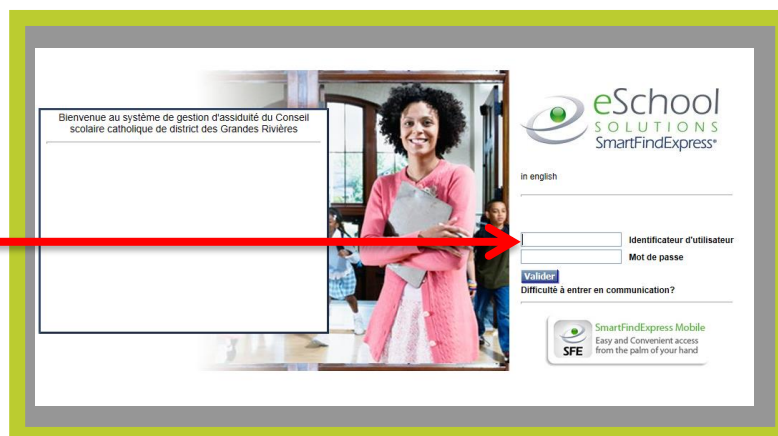 Bienvenue au système de gestion d'assiduité du Conseil
scolaire catholique de district des Grandes Rivières
eSchool
SOLUTIONS
SmartFindExpress®
in english
Identificateur d'utilisateur
Mot de passe
Valider
Difficulté à entrer en communication?
SFE
SmartFindExpress Mobile
Easy and Convenient access
from the palm of your hand